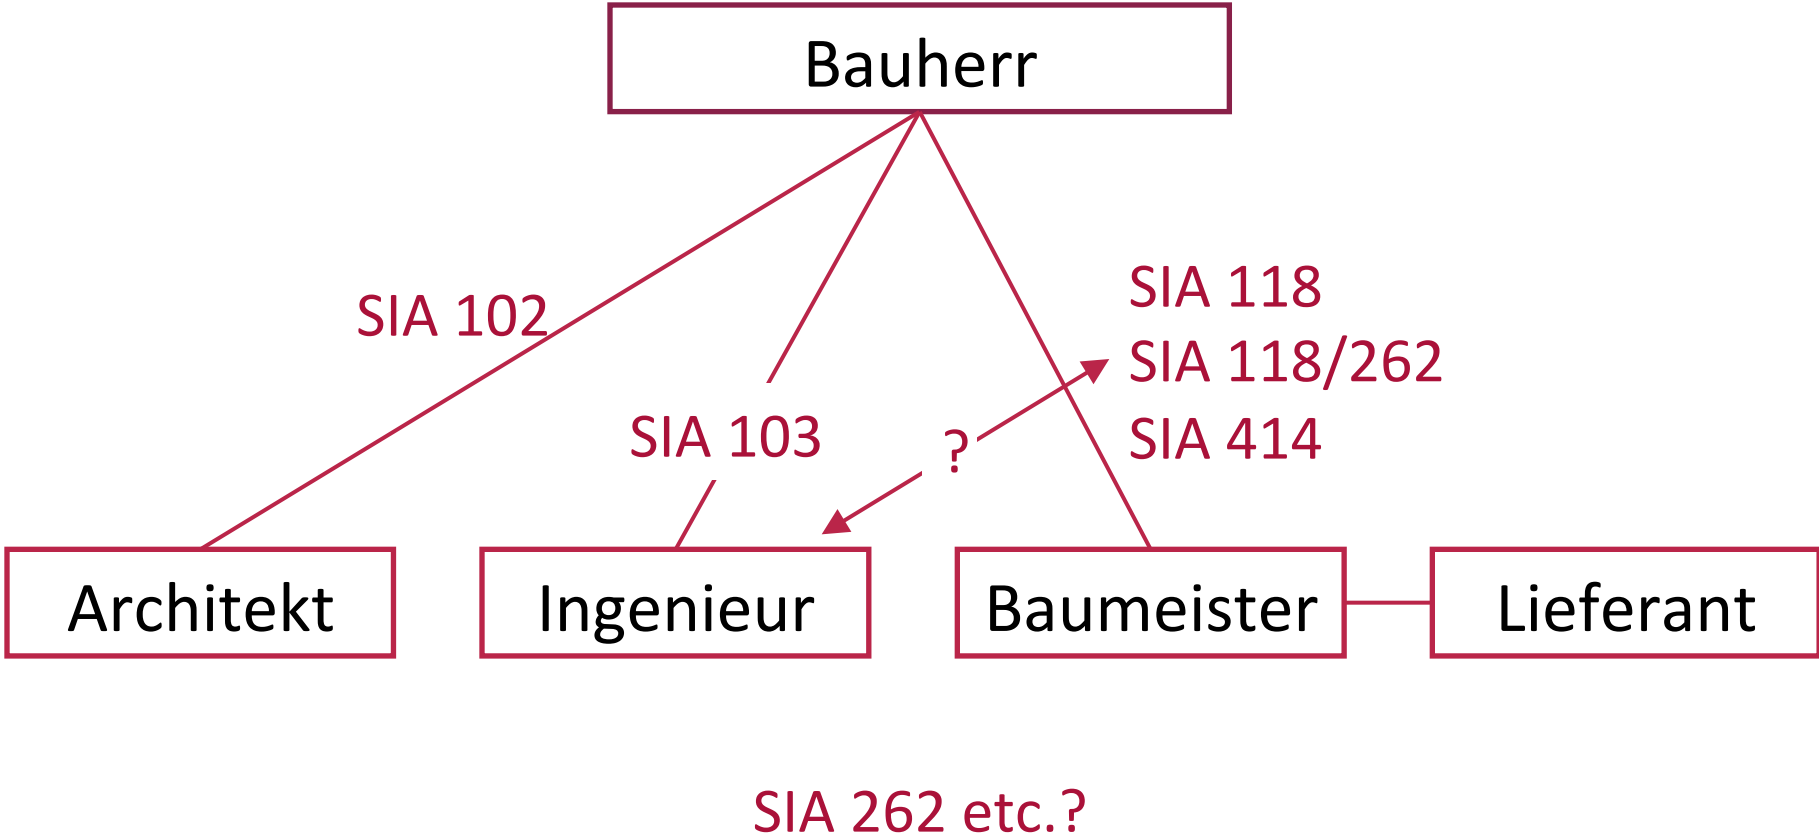 Bauherr
SIA 102
SIA 118
SIA 118/262
SIA 103
?
SIA 414
Architekt
Ingenieur
Baumeister
Lieferant
SIA 262 etc.?